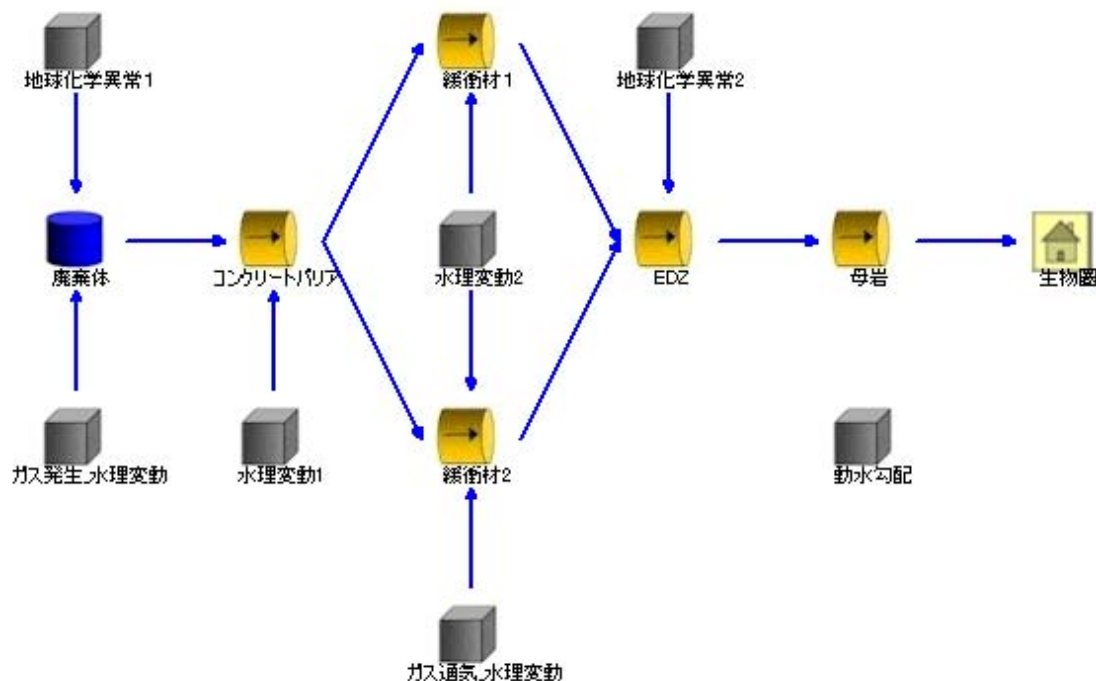 地球化学異常1
緩衝材1
地球化学異常2
廃棄体
コンクリートバリア
水理変動2
EDZ
母岩
生物圏
ガス発生_水理変動
水理変動1
緩衝材2
動水勾配
ガス通気_水理変動